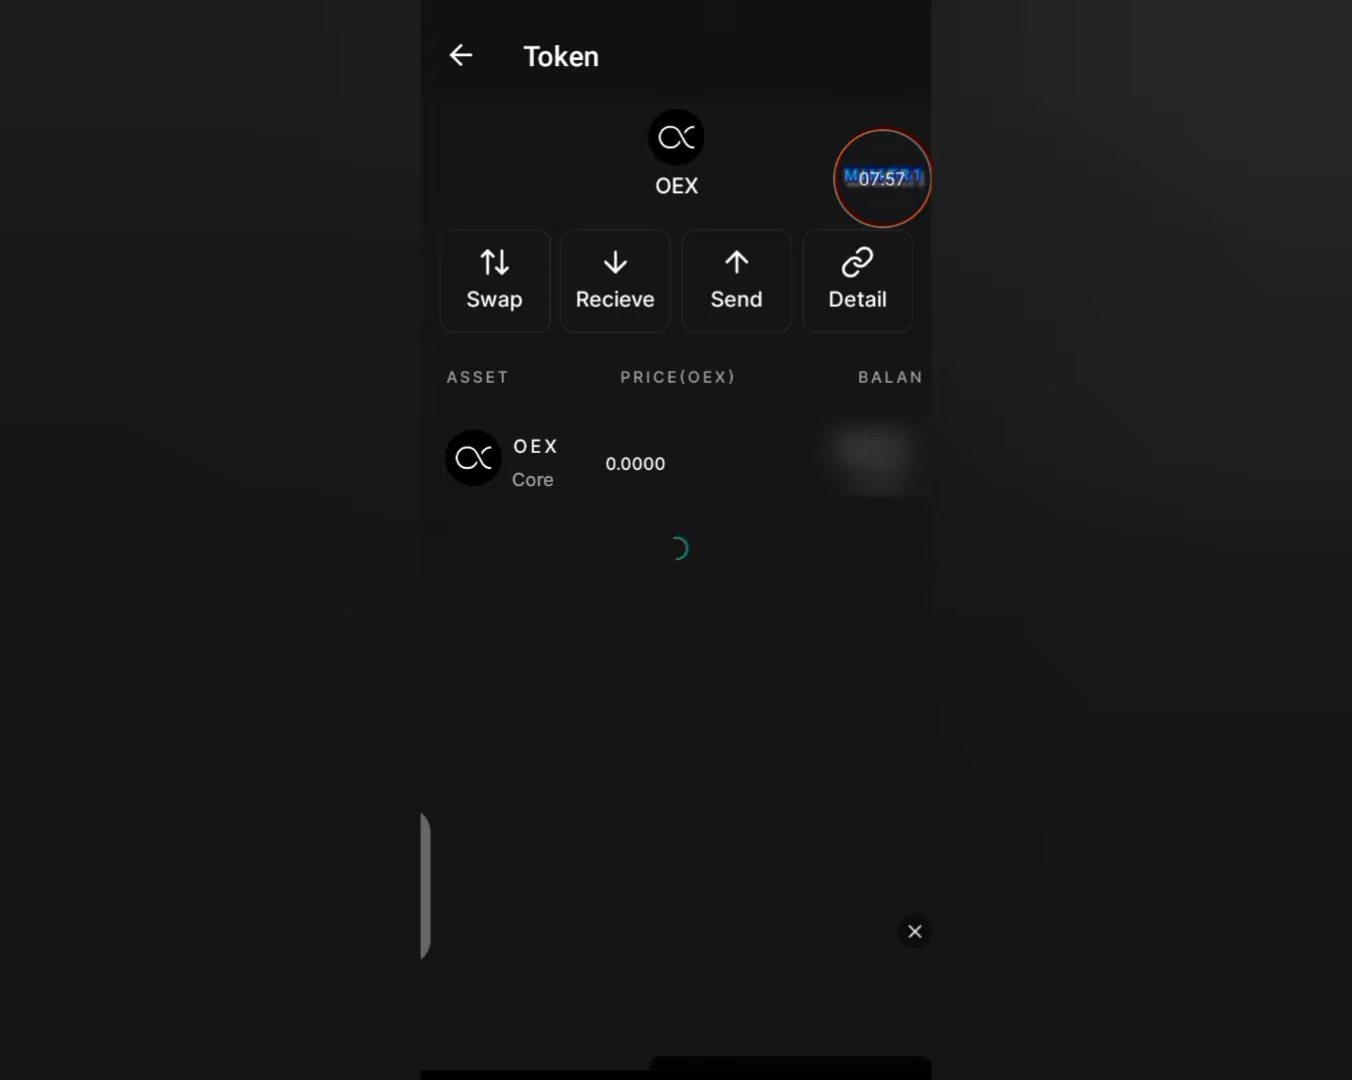 Token
OEX
07:57
Swap
Recieve
Send
Detail
ASSET
PRICE(OEX)
BALAN
OEX
0.0000
Core